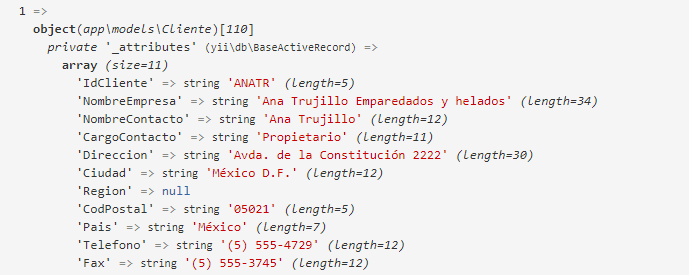 1 =>
object(app\models\Cliente)[110]
private '_attributes' (yii\db\BaseActiveRecord) =>
array (size=11)
'IdCliente' => string 'ANATR' (length=5)
'NombreEmpresa' => string 'Ana Trujillo Emparedados y helados' (length=34)
'NombreContacto' => string 'Ana Trujillo' (length=12)
'CargoContacto' => string 'Propietario' (length=11)
'Direccion' => string 'Avda. de la Constitución 2222' (length=30)
'Ciudad' => string 'México D.F.' (length=12)
'Region' => null
'CodPostal' => string '05021' (length=5)
'Pais' => string 'México' (length=7)
'Telefono' => string '(5) 555-4729' (length=12)
'Fax' => string '(5) 555-3745' (length=12)